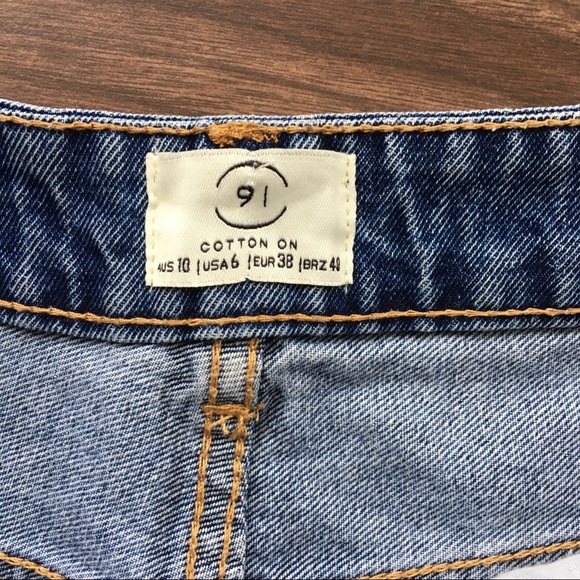 91
COTTON ON
AUS 10 | USA 6 | EUR 38 | BRZ 40